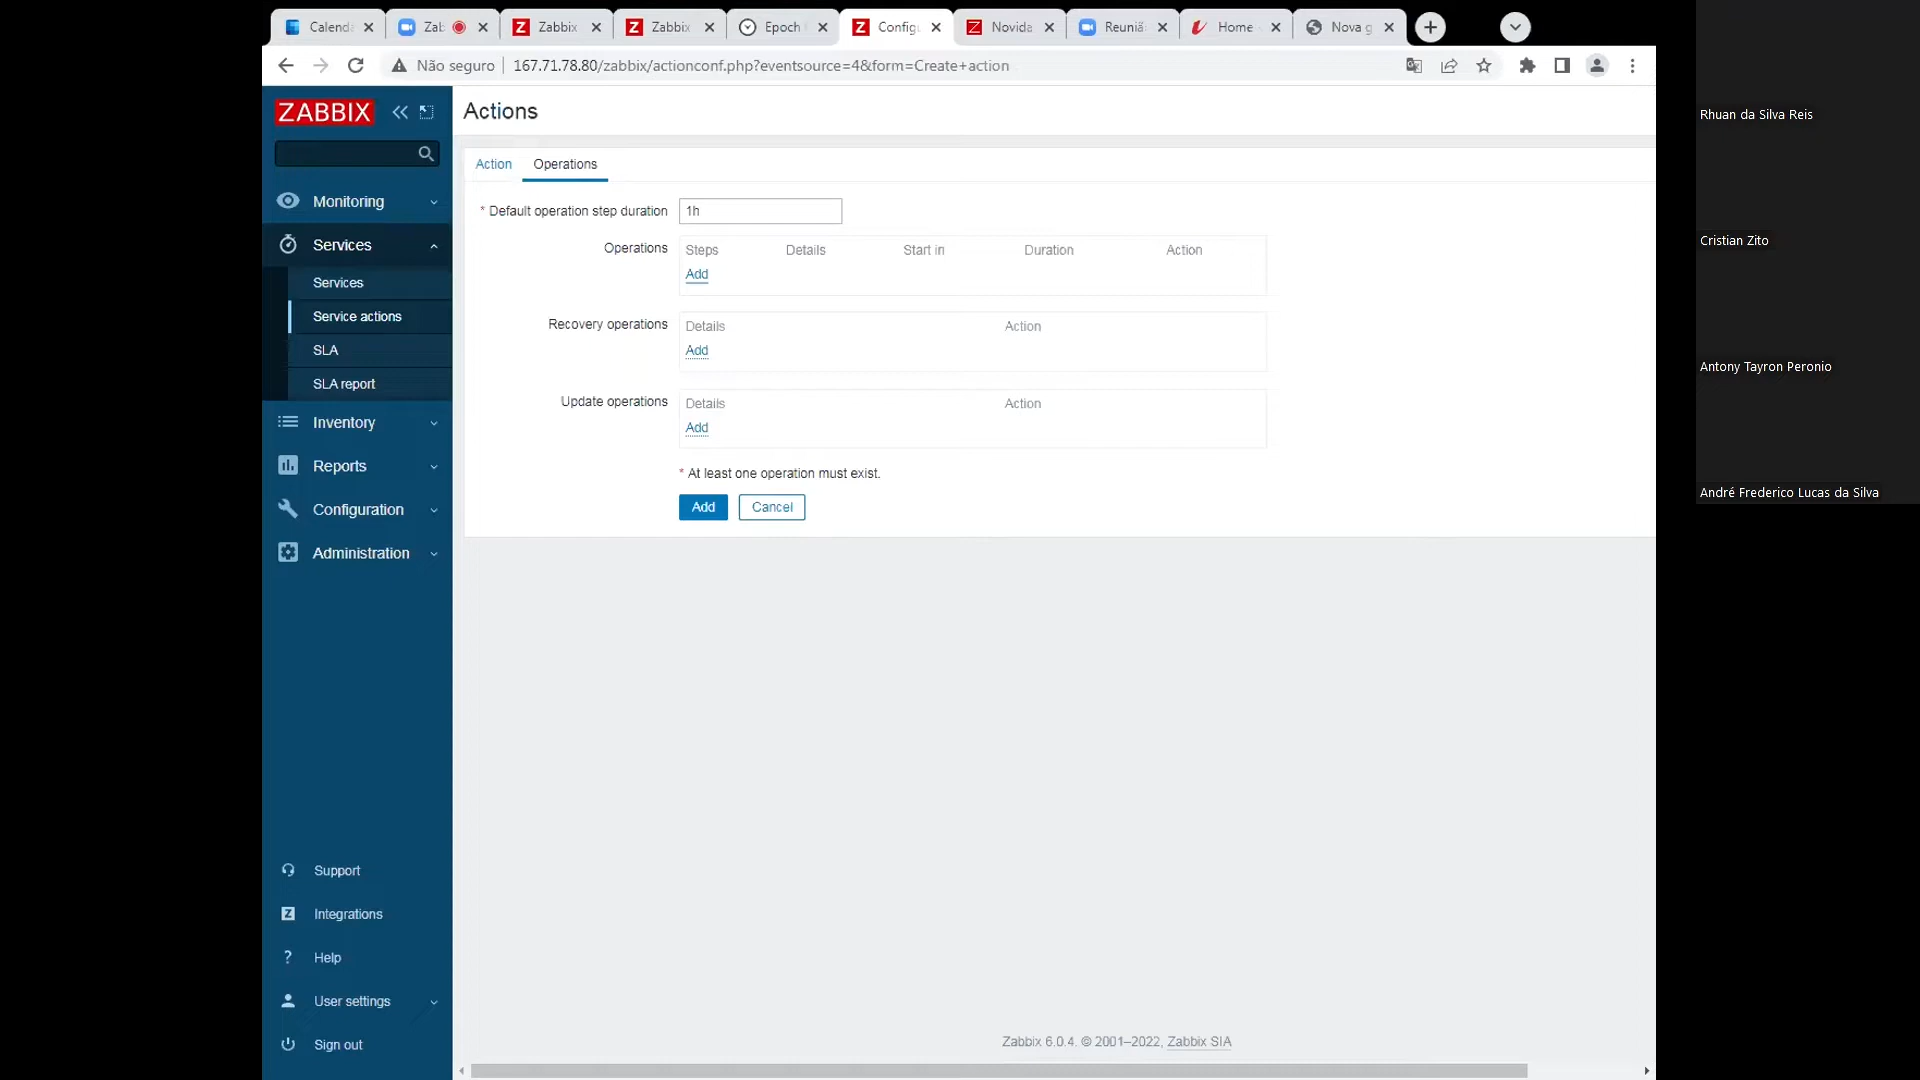 Calenda
Zab
Zabbix
Zabbix
Epoch
Configu
Novida
Reuniã
Home -
Nova g
Não seguro
167.71.78.80/zabbix/actionconf.php?eventsource=4&form=Create+action
ZABBIX
Monitoring
Services
Services
Service actions
SLA
SLA report
Inventory
Reports
Configuration
Administration
Support
Integrations
Help
User settings
Sign out
Actions
Action Operations
* Default operation step duration 1h
Operations Steps Details Start in Duration Action
Add
Recovery operations Details Action
Add
Update operations Details Action
Add
* At least one operation must exist.
Add Cancel
Zabbix 6.0.4. © 2001–2022, Zabbix SIA
Rhuan da Silva Reis
Cristian Zito
Antony Tayron Peronio
André Frederico Lucas da Silva